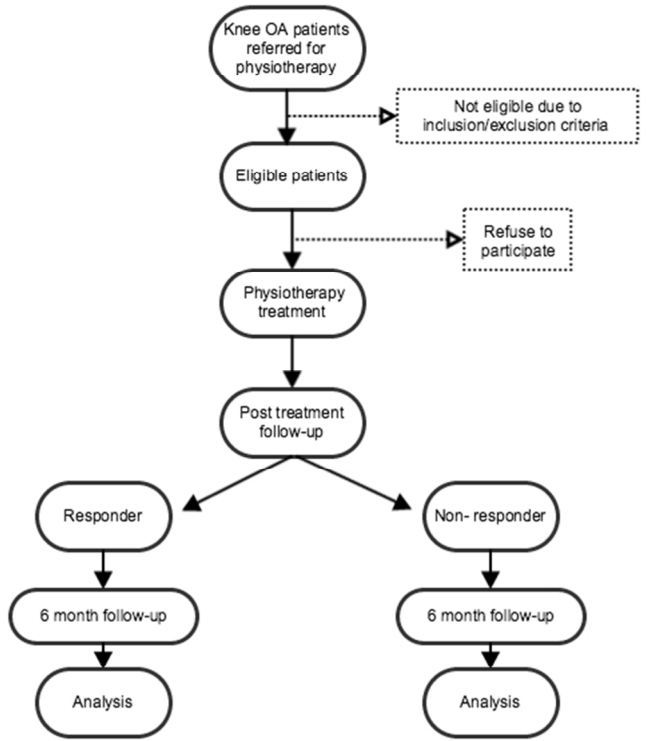 Knee OA patients
referred for
physiotherapy
Not eligible due to
inclusion/exclusion criteria
Eligible patients
Refuse to
participate
Physiotherapy
treatment
Post treatment
follow-up
Responder
Non- responder
6 month follow-up
6 month follow-up
Analysis
Analysis